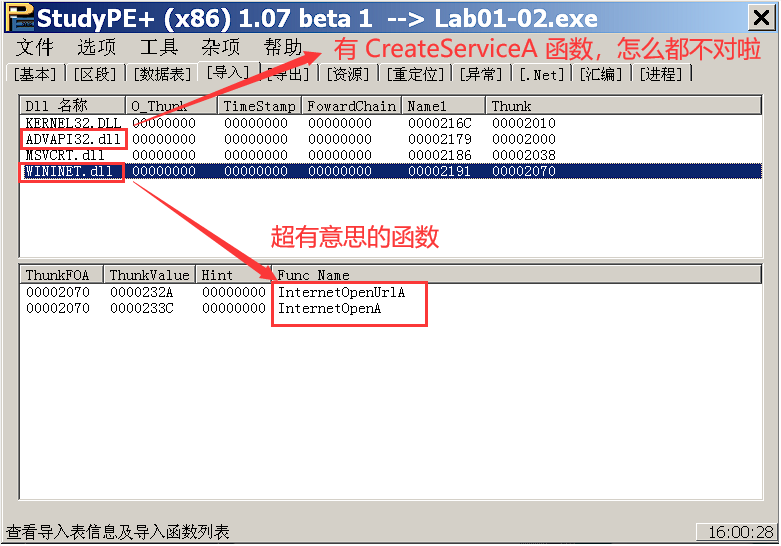 StudyPE+ (x86) 1.07 beta 1 --> Lab01-02.exe
文件 选项 工具 杂项 帮助
有 CreateServiceA 函数，怎么都不对啦
[基本] [区段] [数据表] [导入] [导出] [资源] [重定位] [异常] [.Net] [汇编] [进程]
Dll 名称 O_Thunk TimeStamp FowardChain Name1 Thunk
KERNEL32.DLL 00000000 00000000 00000000 0000216C 00002010
ADVAPI32.dll 00000000 00000000 00000000 00002179 00002000
MSVCRT.dll 00000000 00000000 00000000 00002186 00002038
WININET.dll 00000000 00000000 00000000 00002191 00002070
超有意思的函数
ThunkFOA ThunkValue Hint Func Name
00002070 0000232A 00000000 InternetOpenUrlA
00002070 0000233C 00000000 InternetOpenA
查看导入表信息及导入函数列表 16:00:28